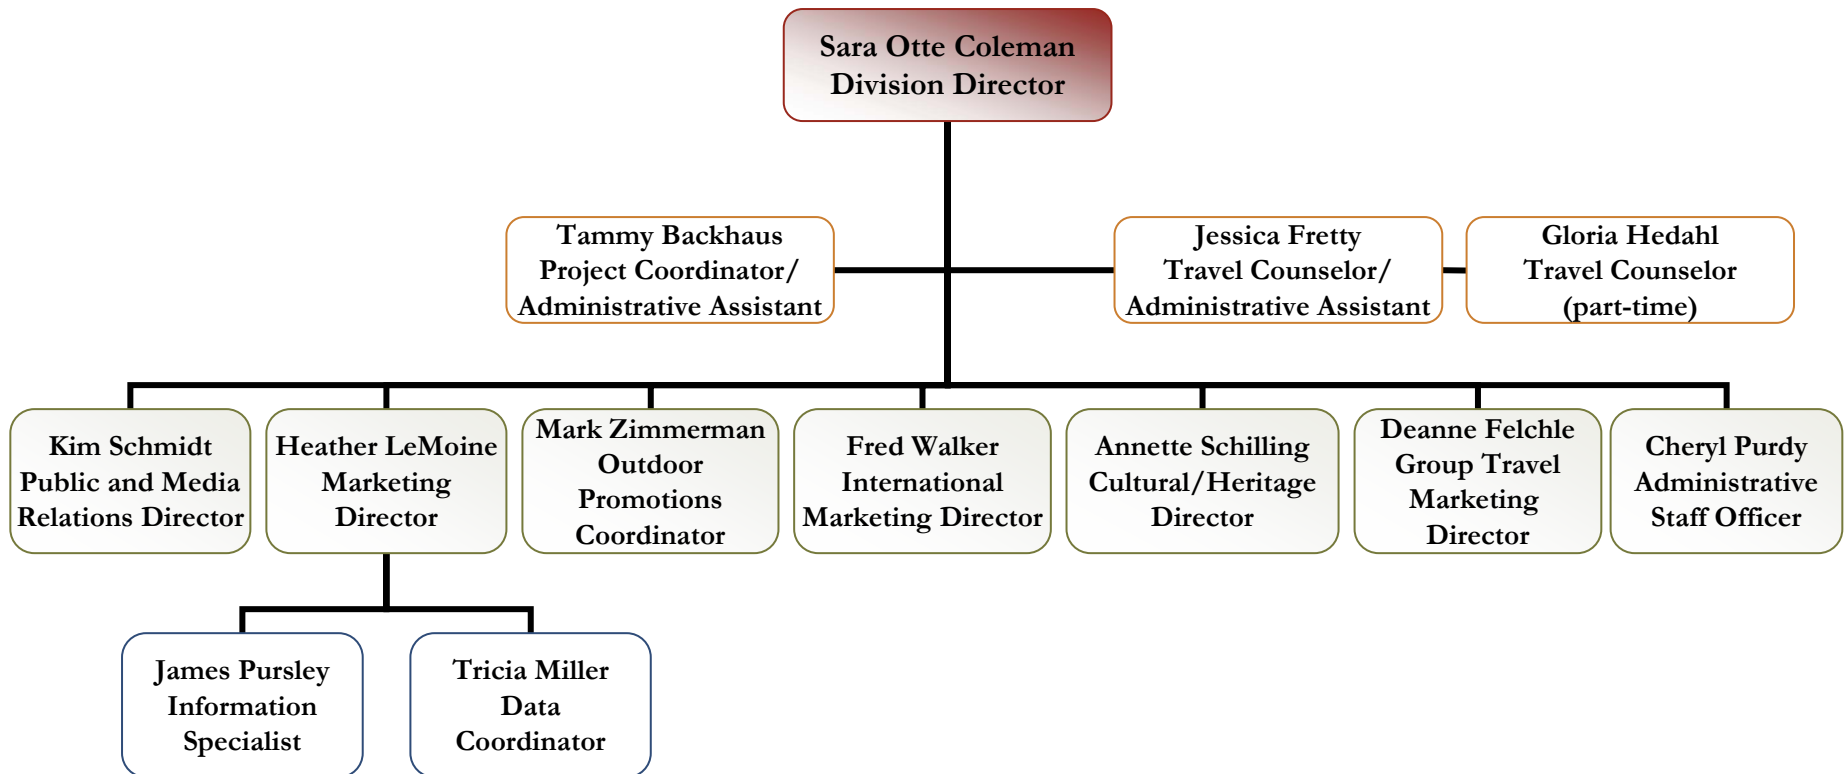 Sara Otte Coleman
Division Director
Tammy Backhaus
Project Coordinator/
Administrative Assistant
Jessica Fretty
Travel Counselor/
Administrative Assistant
Gloria Hedahl
Travel Counselor
(part-time)
Kim Schmidt
Public and Media
Relations Director
Heather LeMoine
Marketing
Director
Mark Zimmerman
Outdoor
Promotions
Coordinator
Fred Walker
International
Marketing Director
Annette Schilling
Cultural/Heritage
Director
Deanne Felchle
Group Travel
Marketing
Director
Cheryl Purdy
Administrative
Staff Officer
James Pursley
Information
Specialist
Tricia Miller
Data
Coordinator